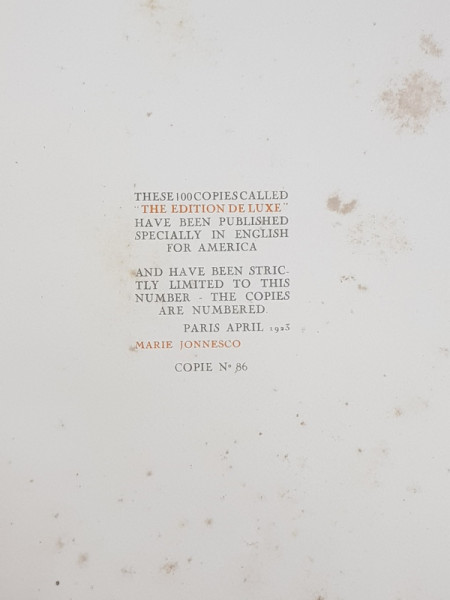 THESE 100 COPIES CALLED
"THE EDITION DE LUXE"
HAVE BEEN PUBLISHED
SPECIALLY IN ENGLISH
FOR AMERICA
AND HAVE BEEN STRIC-
TLY LIMITED TO THIS
NUMBER - THE COPIES
ARE NUMBERED.
PARIS APRIL 1923
MARIE JONNESCO
COPIE Nº 86